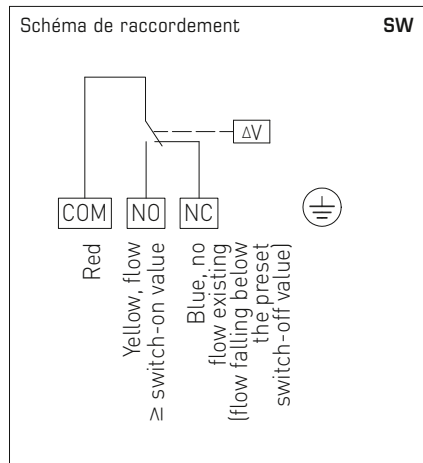 Schéma de raccordement SW
ΔV
COM NO NC
Red
Yellow, flow
≥ switch-on value
Blue, no
flow existing
(flow falling below
the preset
switch-off value)